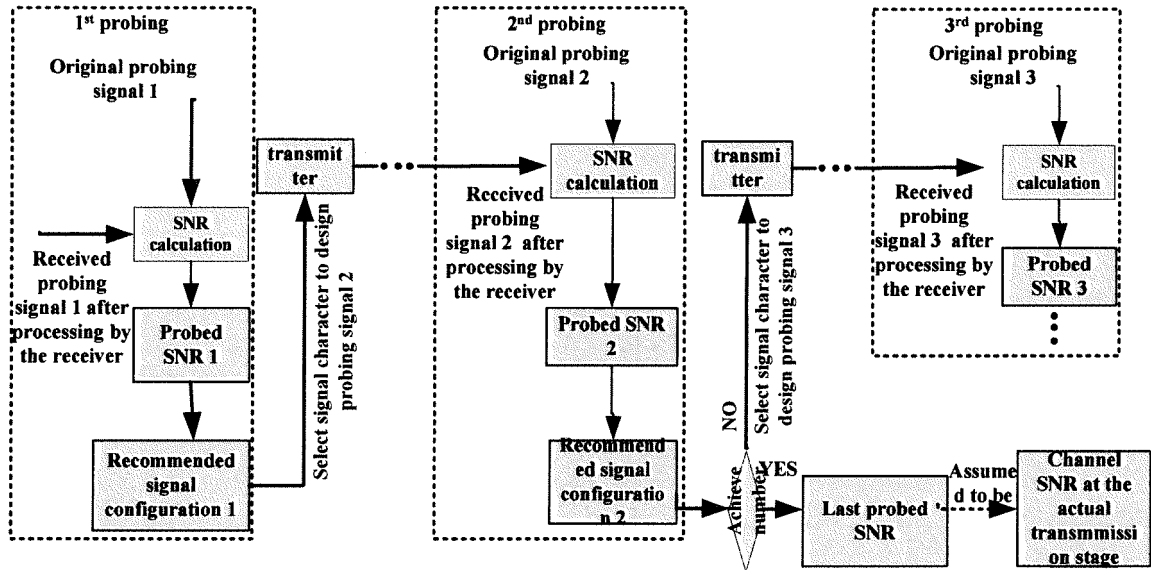 1st probing
Original probing
signal 1
SNR
calculation
Received
probing
signal 1 after
processing by
the receiver
Probed
SNR 1
Recommended
signal
configuration 1
transmit
ter
Select signal character to design
probing signal 2
2nd probing
Original probing
signal 2
SNR
calculation
Received
probing
signal 2 after
processing by
the receiver
Probed SNR
2
Recommend
ed signal
configuratio
n 2
Achieve
number
NO
YES
transmi
tter
Select signal character to
design probing signal 3
3rd probing
Original probing
signal 3
SNR
calculation
Received
probing
signal 3 after
processing by
the receiver
Probed
SNR 3
Last probed
SNR
Assume
d to be
Channel
SNR at the
actual
transmmissi
on stage